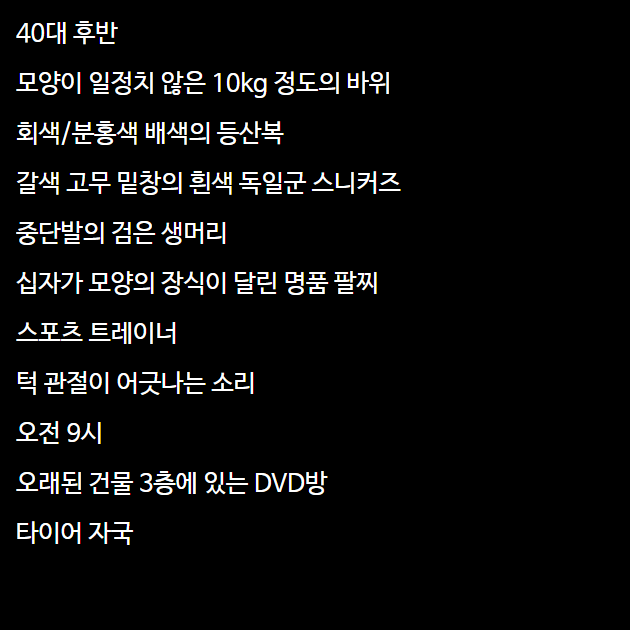 40대 후반
모양이 일정치 않은 10kg 정도의 바위
회색/분홍색 배색의 등산복
갈색 고무 밑창의 흰색 독일군 스니커즈
중단발의 검은 생머리
십자가 모양의 장식이 달린 명품 팔찌
스포츠 트레이너
턱 관절이 어긋나는 소리
오전 9시
오래된 건물 3층에 있는 DVD방
타이어 자국